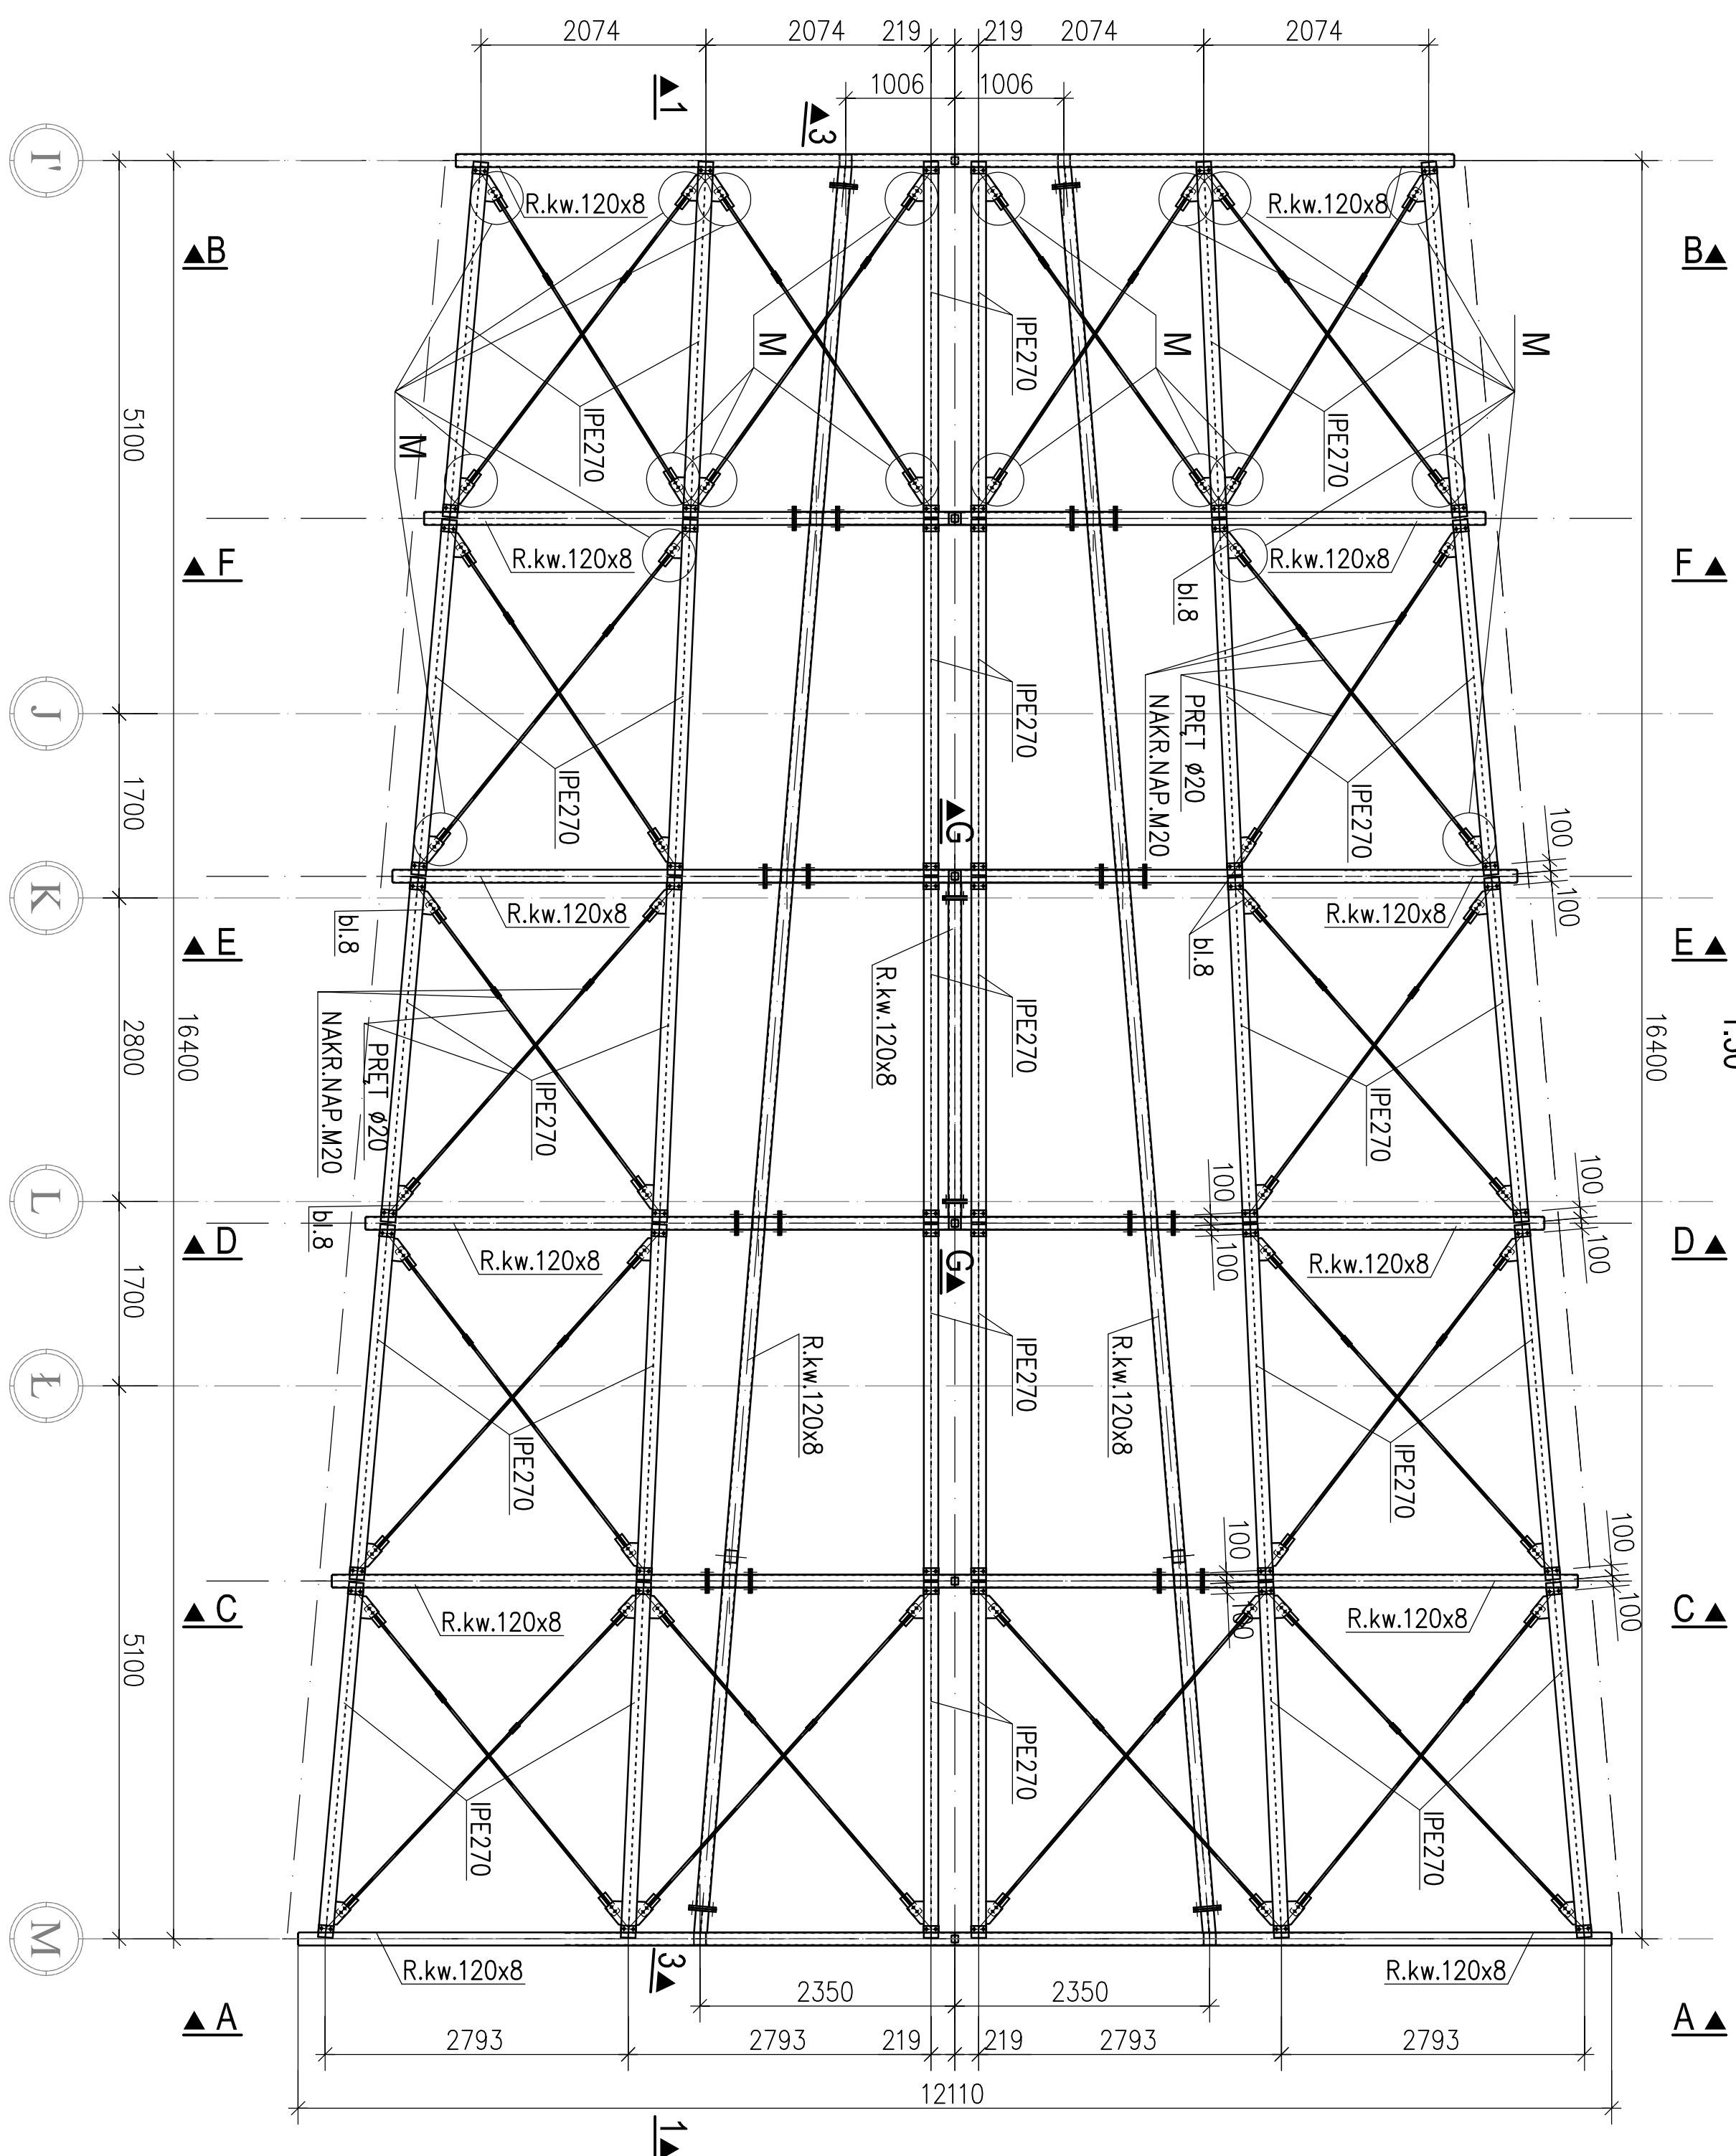 2074
2074
219
219
2074
2074
1006
1006
▲1
▲3
I'
R.kw.120x8
R.kw.120x8
▲B
B▲
M
M
M
IPE270
IPE270
IPE270
M
5100
R.kw.120x8
R.kw.120x8
▲ F
F ▲
bl.8
IPE270
PRĘT ø20
NAKR.NAP.M20
J
IPE270
IPE270
1700
▲G
100
100
K
R.kw.120x8
R.kw.120x8
bl.8
bl.8
▲ E
E ▲
R.kw.120x8
IPE270
2800
16400
16400
1:50
PRĘT ø20
NAKR.NAP.M20
IPE270
IPE270
L
100
100
100
100
bl.8
▲ D
R.kw.120x8
G▲
R.kw.120x8
D ▲
1700
R.kw.120x8
IPE270
R.kw.120x8
Ł
IPE270
IPE270
100
100
100
100
▲ C
R.kw.120x8
R.kw.120x8
C ▲
5100
IPE270
IPE270
IPE270
M
R.kw.120x8
3▲
R.kw.120x8
2350
2350
▲ A
A ▲
2793
2793
219
219
2793
2793
12110
1▲